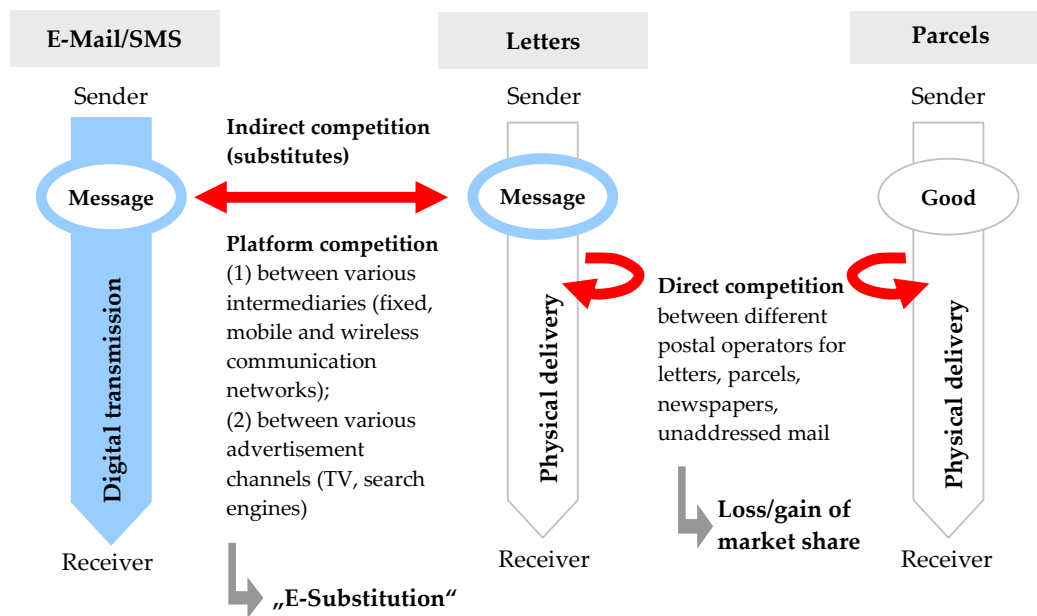 E-Mail/SMS
Letters
Parcels
Sender
Sender
Sender
Indirect competition
(substitutes)
Message
Message
Good
Platform competition
(1) between various
intermediaries (fixed,
mobile and wireless
communication
networks);
(2) between various
advertisement
channels (TV, search
engines)
Direct competition
between different
postal operators for
letters, parcels,
newspapers,
unaddressed mail
Digital transmission
Physical delivery
Physical delivery
Loss/gain of
market share
Receiver
Receiver
Receiver
„E-Substitution“